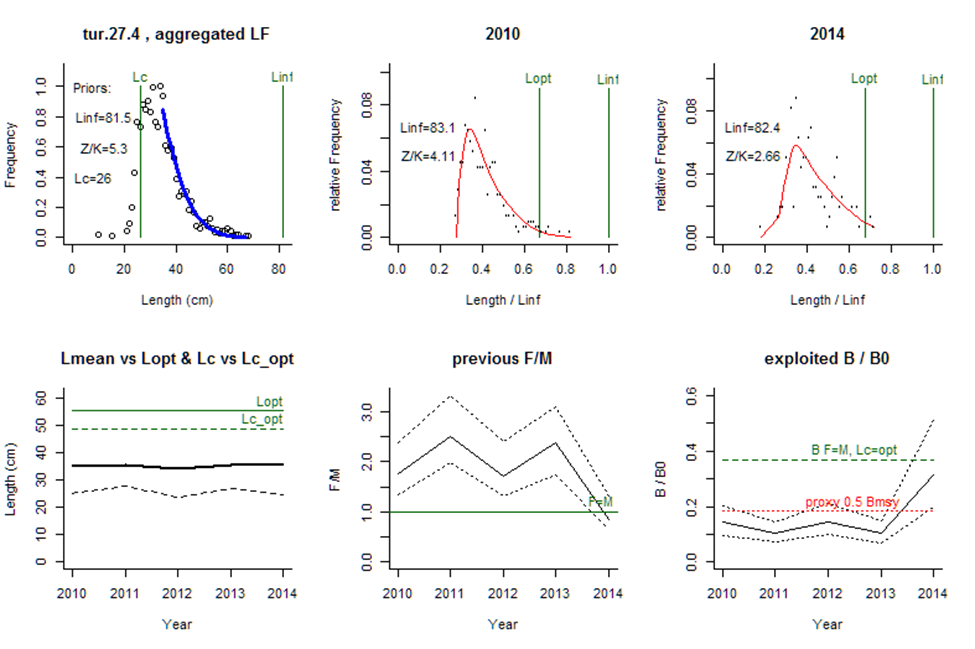 tur.27.4 , aggregated LF
Frequency
0.0 0.2 0.4 0.6 0.8 1.0
Priors:
Linf=81.5
Z/K=5.3
Lc=26
Lc
Linf
0 20 40 60 80
Length (cm)
2010
relative Frequency
0.00 0.04 0.08
Linf=83.1
Z/K=4.11
Lopt
Linf
0.0 0.2 0.4 0.6 0.8 1.0
Length / Linf
2014
relative Frequency
0.00 0.04 0.08
Linf=82.4
Z/K=2.66
Lopt
Linf
0.0 0.2 0.4 0.6 0.8 1.0
Length / Linf
Lmean vs Lopt & Lc vs Lc_opt
Length (cm)
0 10 20 30 40 50 60
Lopt
Lc_opt
2010 2011 2012 2013 2014
Year
previous F/M
F/M
0.0 1.0 2.0 3.0
F=M
2010 2011 2012 2013 2014
Year
exploited B / B0
B / B0
0.0 0.2 0.4 0.6
B F=M, Lc=opt
proxy 0.5 Bmsy
2010 2011 2012 2013 2014
Year